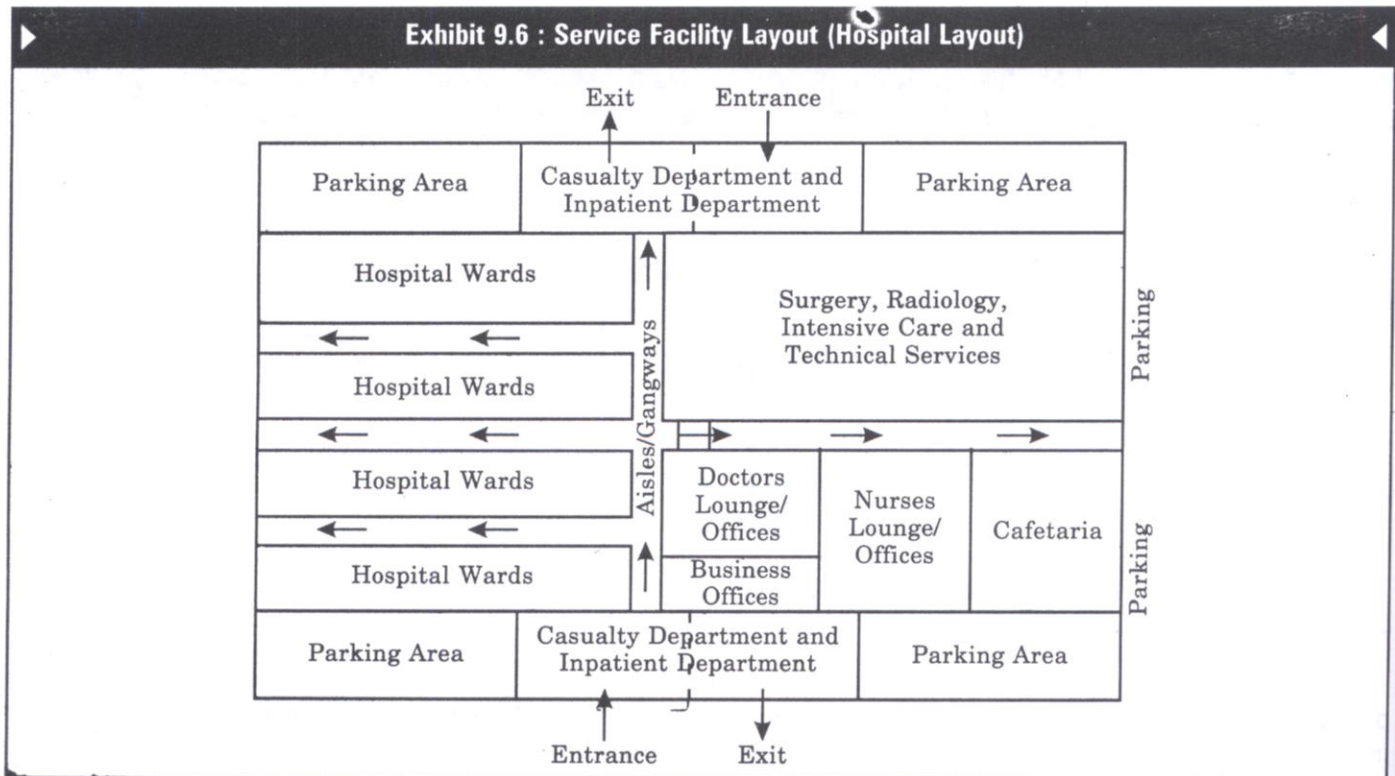 Exhibit 9.6 : Service Facility Layout (Hospital Layout)
Exit
Entrance
Parking Area
Casualty Department and
Inpatient Department
Parking Area
Hospital Wards
Surgery, Radiology,
Intensive Care and
Technical Services
Parking
Hospital Wards
Aisles/Gangways
Hospital Wards
Doctors
Lounge/
Offices
Nurses
Lounge/
Offices
Cafetaria
Parking
Hospital Wards
Business
Offices
Parking Area
Casualty Department and
Inpatient Department
Parking Area
Entrance
Exit